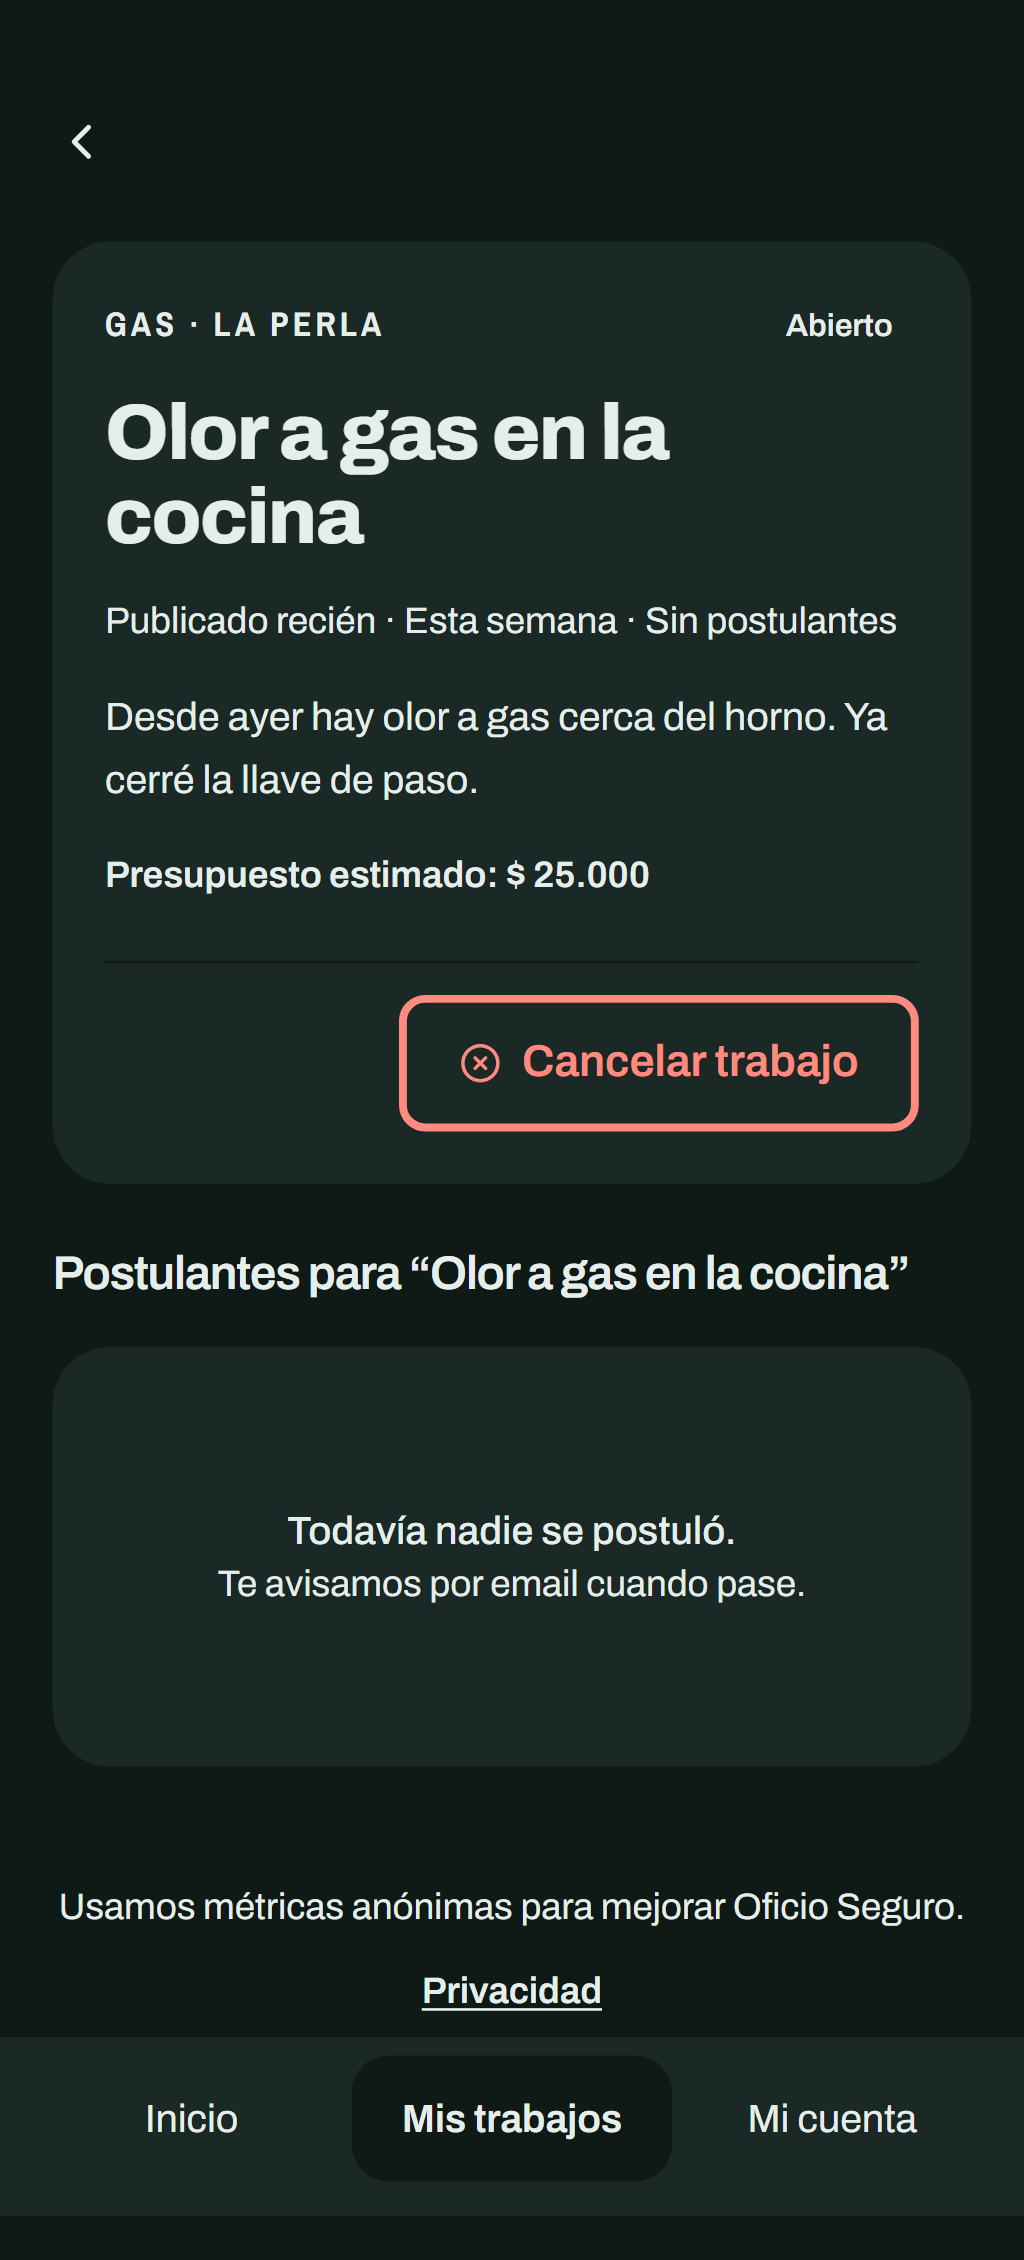 GAS · LA PERLA
Abierto
Olor a gas en la
cocina
Publicado recién · Esta semana · Sin postulantes
Desde ayer hay olor a gas cerca del horno. Ya
cerré la llave de paso.
Presupuesto estimado: $ 25.000
Cancelar trabajo
Postulantes para “Olor a gas en la cocina”
Todavía nadie se postuló.
Te avisamos por email cuando pase.
Usamos métricas anónimas para mejorar Oficio Seguro.
Privacidad
Inicio
Mis trabajos
Mi cuenta